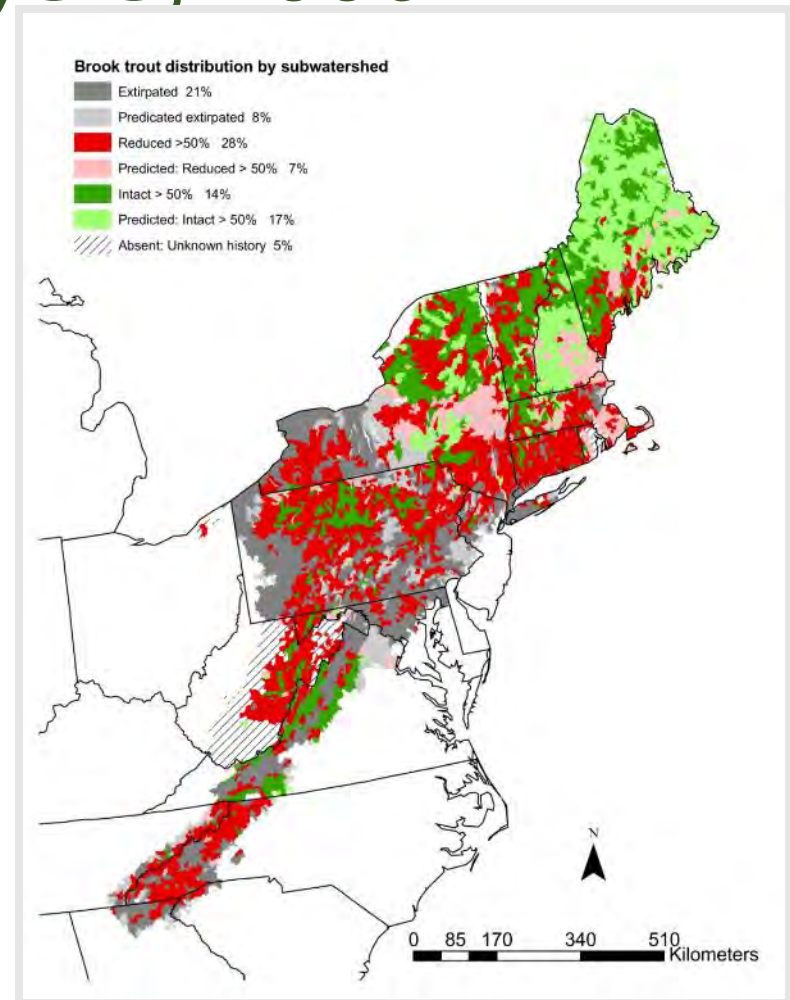 Brook trout distribution by subwatershed
Extirpated 21%
Predicated extirpated 8%
Reduced >50% 28%
Predicted: Reduced > 50% 7%
Intact > 50% 14%
Predicted: Intact > 50% 17%
Absent: Unknown history 5%
N
0 85 170 340 510
Kilometers